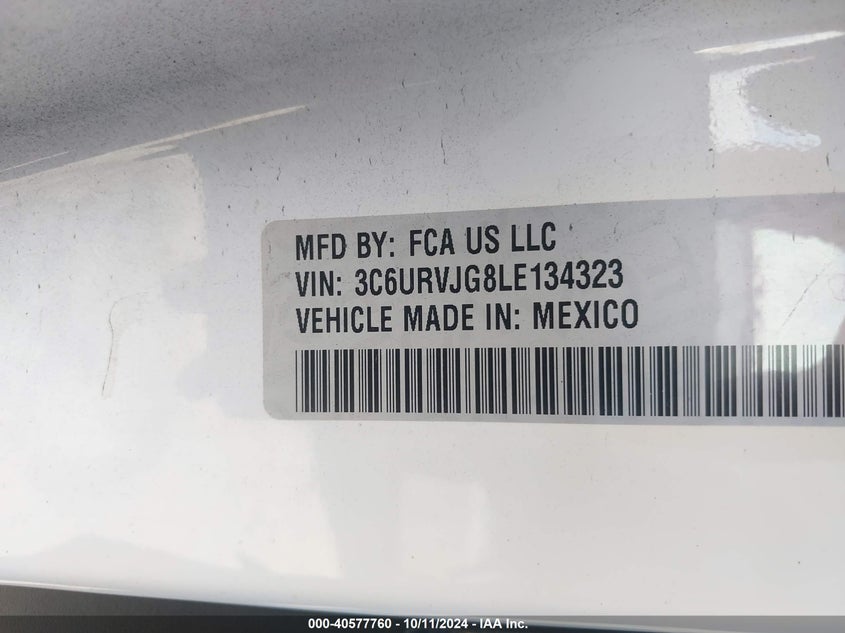 MFD BY: FCA US LLC
VIN: 3C6URVJG8LE134323
VEHICLE MADE IN: MEXICO
000-40577760 - 10/11/2024 - IAA Inc.